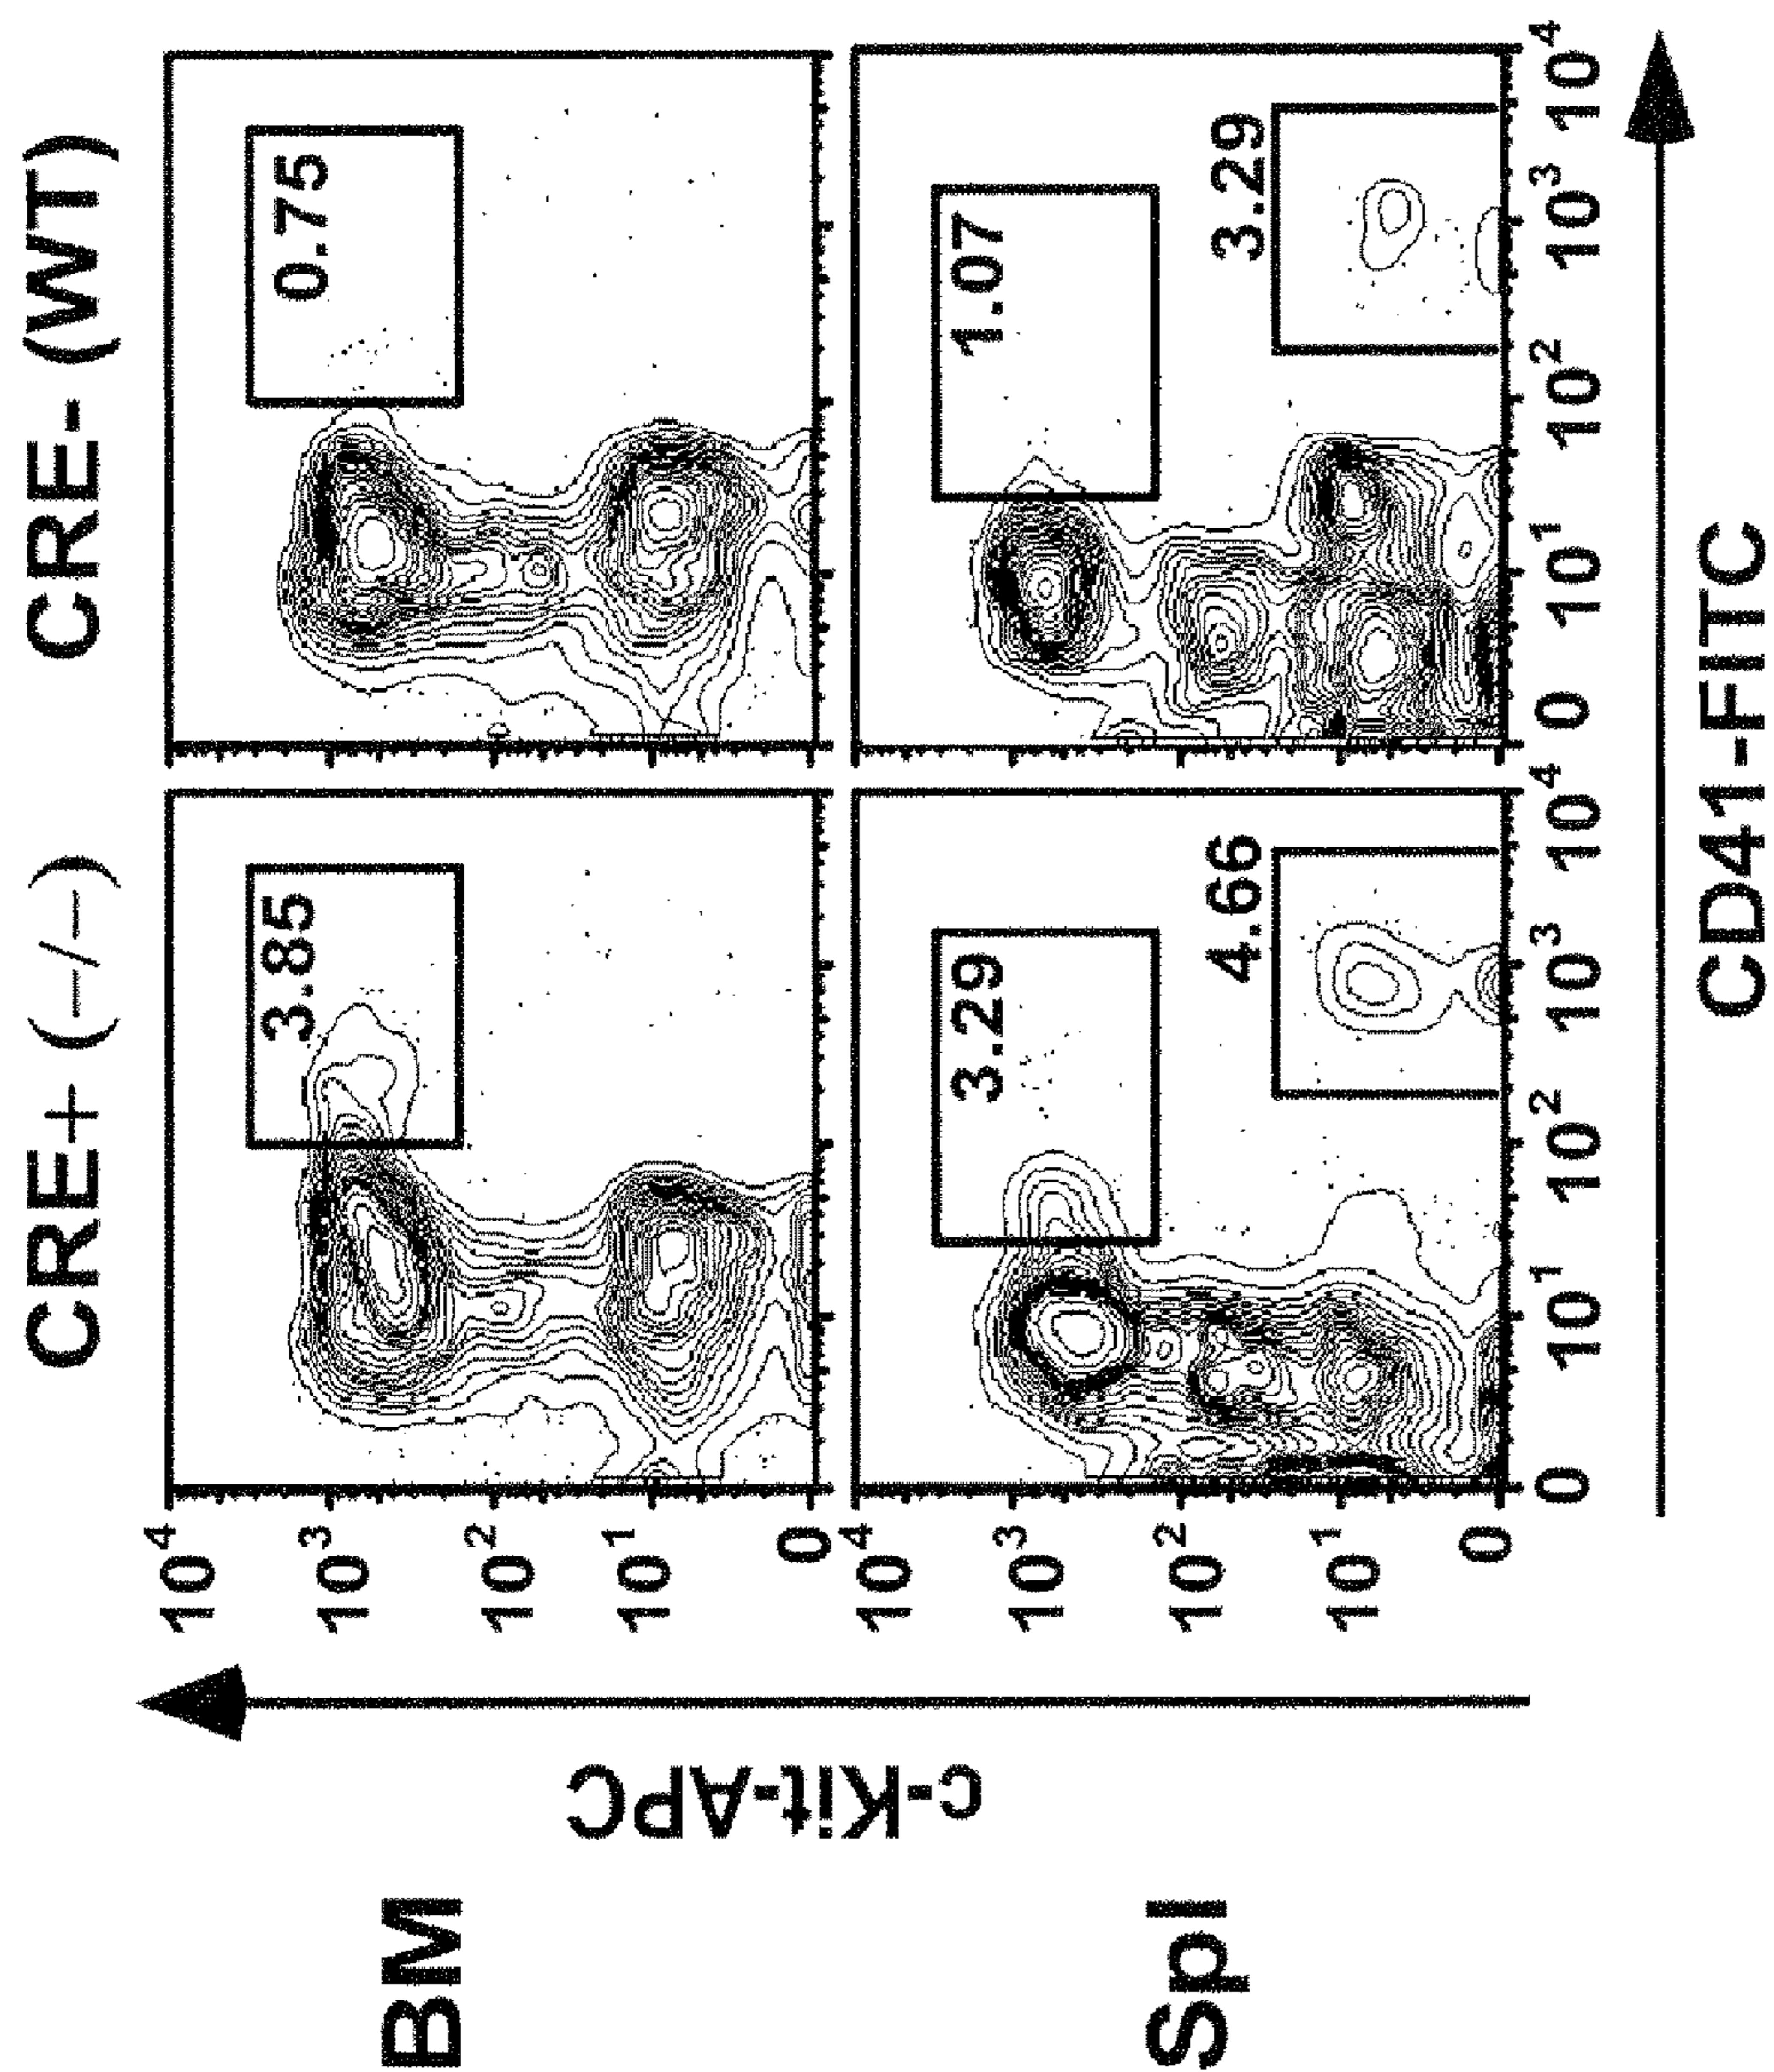 CRE+ (–/–) CRE- (WT)
BM
Spl
c-Kit-APC
10⁴
10³
10²
10¹
0
3.85
0.75
10⁴
10³
10²
10¹
0
3.29
4.66
1.07
3.29
0 10¹ 10² 10³ 10⁴ 0 10¹ 10² 10³ 10⁴
CD41-FITC